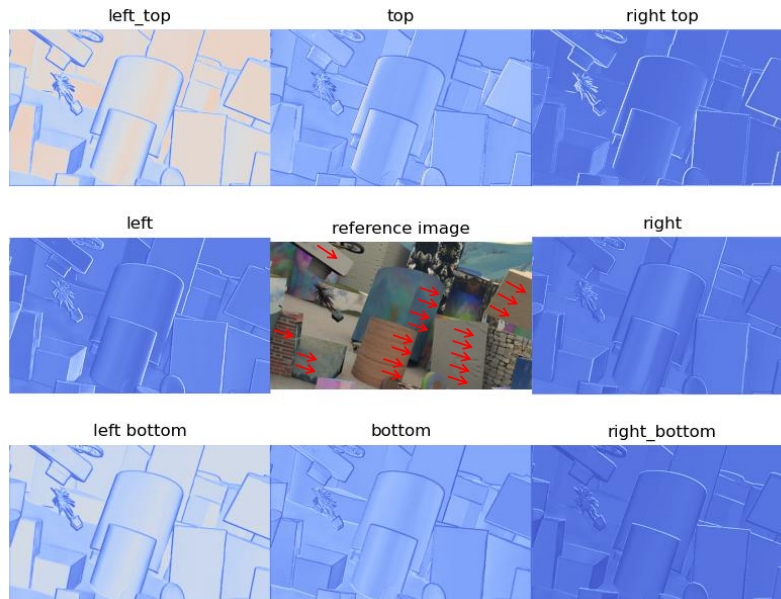 left_top
top
right top
left
reference image
right
left bottom
bottom
right_bottom